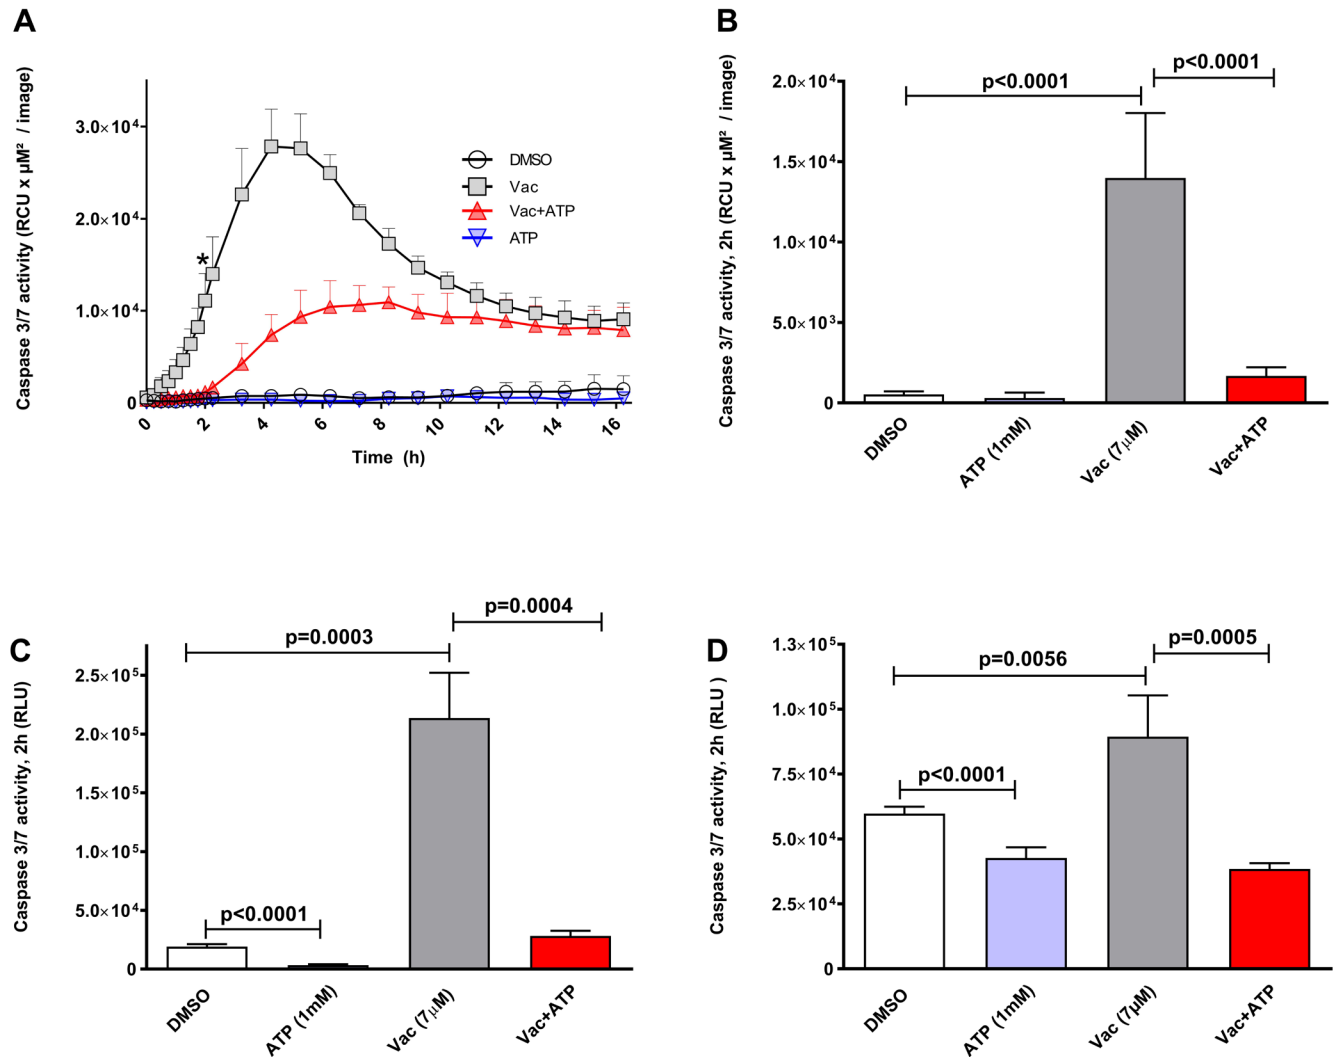 A
Caspase 3/7 activity (RCU x µM² / image)
3.0×10⁴
2.0×10⁴
1.0×10⁴
0
*
DMSO
Vac
Vac+ATP
ATP
0 2 4 6 8 10 12 14 16
Time (h)
B
Caspase 3/7 activity, 2h (RCU x µM² / image)
2.0×10⁴
1.5×10⁴
1.0×10⁴
5.0×10³
0
p<0.0001
p<0.0001
DMSO
ATP (1mM)
Vac (7µM)
Vac+ATP
C
Caspase 3/7 activity, 2h (RLU)
2.5×10⁵
2.0×10⁵
1.5×10⁵
1.0×10⁵
5.0×10⁴
0
p=0.0004
p=0.0003
p<0.0001
DMSO
ATP (1mM)
Vac (7µM)
Vac+ATP
D
Caspase 3/7 activity, 2h (RLU )
1.3×10⁵
1.0×10⁵
7.5×10⁴
5.0×10⁴
2.5×10⁴
0
p=0.0005
p=0.0056
p<0.0001
DMSO
ATP (1mM)
Vac (7µM)
Vac+ATP